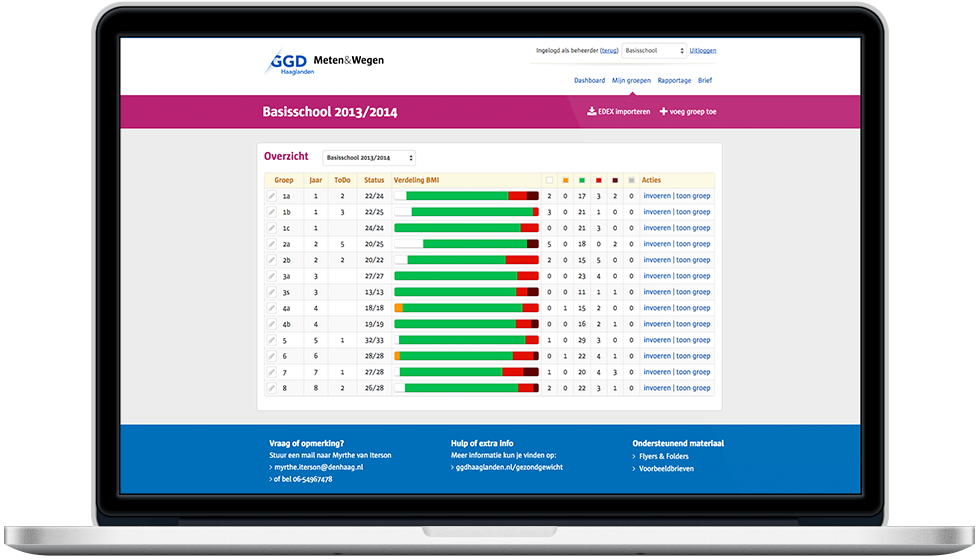 Ingelogd als beheerder (terug) Basisschool Uitloggen
GGD Haaglanden Meten&Wegen
Dashboard Mijn groepen Rapportage Brief
Basisschool 2013/2014 EDEX importeren voeg groep toe
Overzicht Basisschool 2013/2014
Groep Jaar ToDo Status Verdeling BMI Acties
1a 1 2 22/24 2 0 17 3 2 0 invoeren | toon groep
1b 1 3 22/25 3 0 21 1 0 0 invoeren | toon groep
1c 1 24/24 0 0 21 3 0 0 invoeren | toon groep
2a 2 5 20/25 5 0 18 0 2 0 invoeren | toon groep
2b 2 2 20/22 2 0 15 5 0 0 invoeren | toon groep
3a 3 27/27 0 0 23 4 0 0 invoeren | toon groep
3s 3 13/13 0 0 11 1 1 0 invoeren | toon groep
4a 4 18/18 0 1 15 2 0 0 invoeren | toon groep
4b 4 19/19 0 0 16 2 1 0 invoeren | toon groep
5 5 1 32/33 1 0 29 3 0 0 invoeren | toon groep
6 6 28/28 0 1 22 4 1 0 invoeren | toon groep
7 7 1 27/28 1 0 20 4 3 0 invoeren | toon groep
8 8 2 26/28 2 0 22 3 1 0 invoeren | toon groep
Vraag of opmerking?
Stuur een mail naar Myrthe van Iterson
> myrthe.iterson@denhaag.nl
> of bel 06-54967478
Hulp of extra info
Meer informatie kun je vinden op:
> ggdhaaglanden.nl/gezondgewicht
Ondersteunend materiaal
> Flyers & Folders
> Voorbeeldbrieven